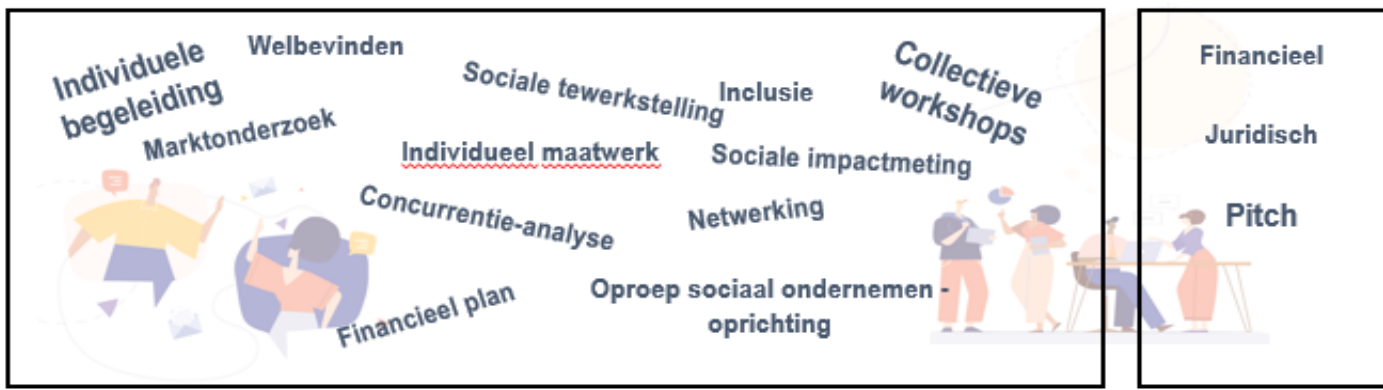 Individuele
begeleiding
Welbevinden
Marktonderzoek
Sociale tewerkstelling
Inclusie
Collectieve
workshops
Individueel maatwerk
Sociale impactmeting
Concurrentie-analyse
Netwerking
Financieel plan
Oproep sociaal ondernemen -
oprichting
Financieel
Juridisch
Pitch